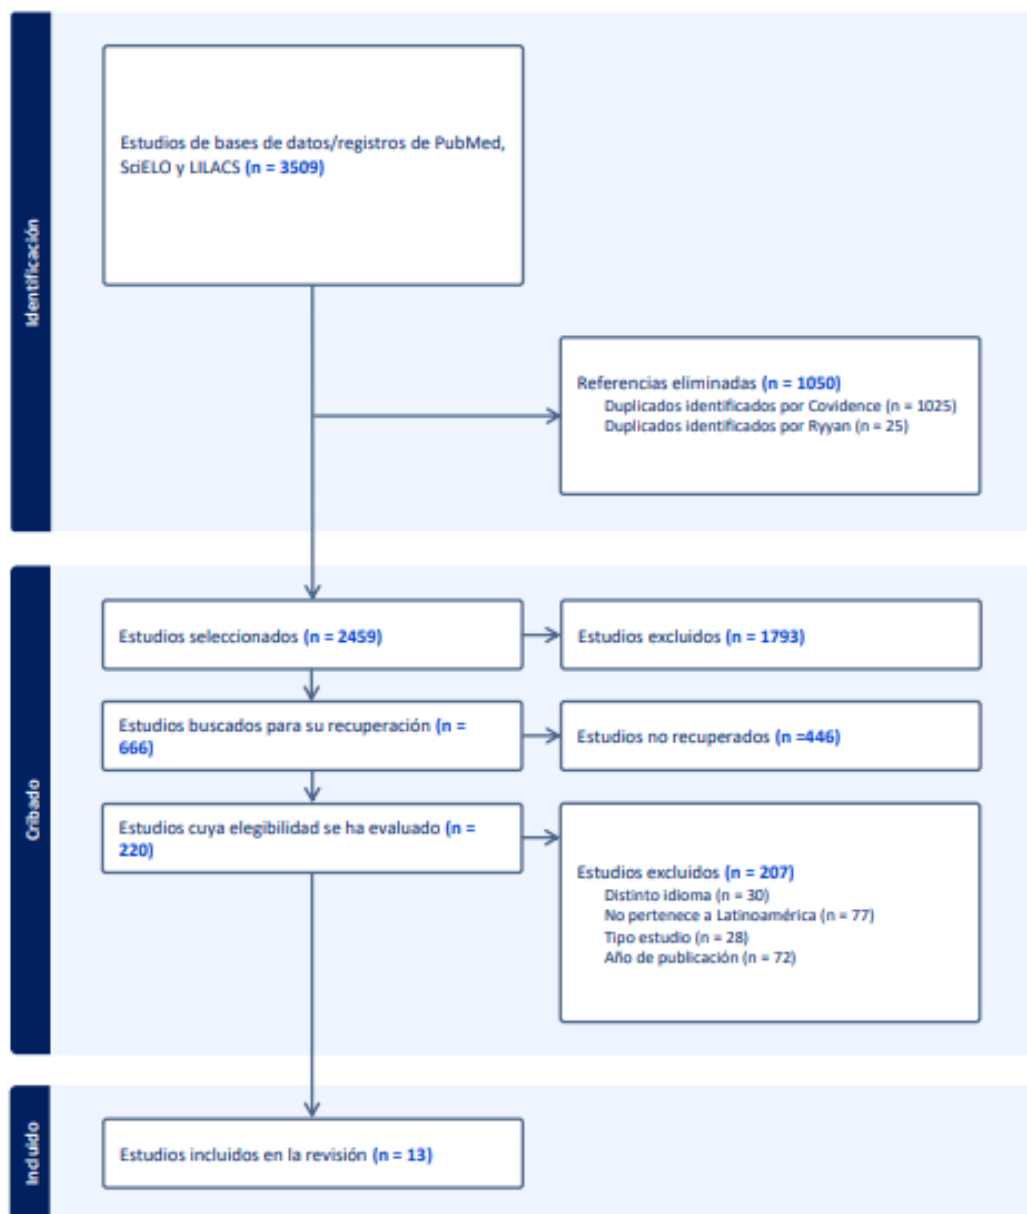 Identificación
Estudios de bases de datos/registros de PubMed,
SciELO y LILACS (n = 3509)
Referencias eliminadas (n = 1050)
Duplicados identificados por Covidence (n = 1025)
Duplicados identificados por Ryyan (n = 25)
Cribado
Estudios seleccionados (n = 2459)
Estudios excluidos (n = 1793)
Estudios buscados para su recuperación (n =
666)
Estudios no recuperados (n =446)
Estudios cuya elegibilidad se ha evaluado (n =
220)
Estudios excluidos (n = 207)
Distinto idioma (n = 30)
No pertenece a Latinoamérica (n = 77)
Tipo estudio (n = 28)
Año de publicación (n = 72)
Incluido
Estudios incluidos en la revisión (n = 13)